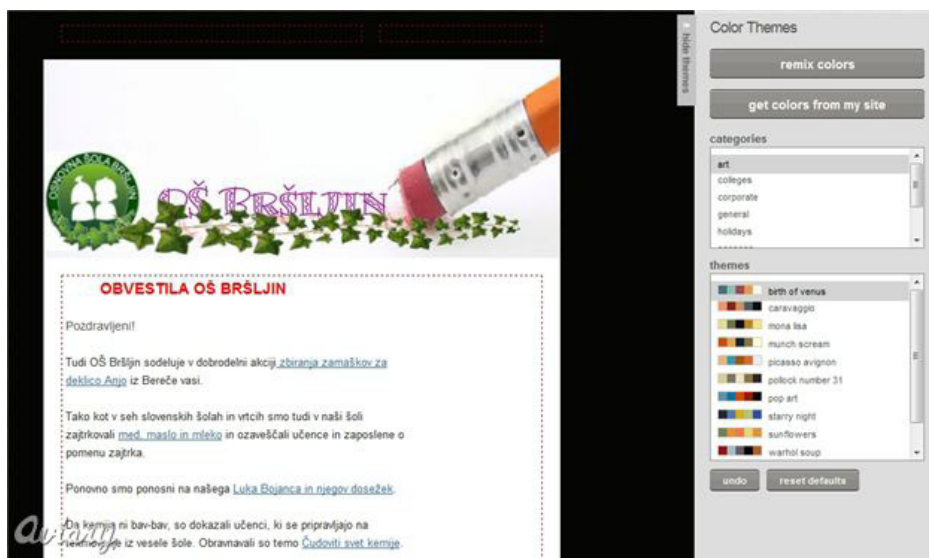 OSNOVNA ŠOLA BRŠLJIN
OŠ BRŠLJIN
OBVESTILA OŠ BRŠLJIN
Pozdravljeni!
Tudi OŠ Bršljin sodeluje v dobrodelni akciji zbiranja zamaškov za
deklico Anjo iz Bereče vasi.
Tako kot v seh slovenskih šolah in vrtcih smo tudi v naši šoli
zajtrkovali med, maslo in mleko in ozaveščali učence in zaposlene o
pomenu zajtrka.
Ponovno smo ponosni na našega Luka Bojanca in njegov dosežek.
Da kemija ni bav-bav, so dokazali učenci, ki se pripravljajo na
tekmovanje iz vesele šole. Obravnavali so temo Čudoviti svet kemije.
Aviary
hide themes
Color Themes
remix colors
get colors from my site
categories
art
colleges
corporate
general
holidays
themes
birth of venus
caravaggio
mona lisa
munch scream
picasso avignon
pollock number 31
pop art
starry night
sunflowers
warhol soup
undo
reset defaults